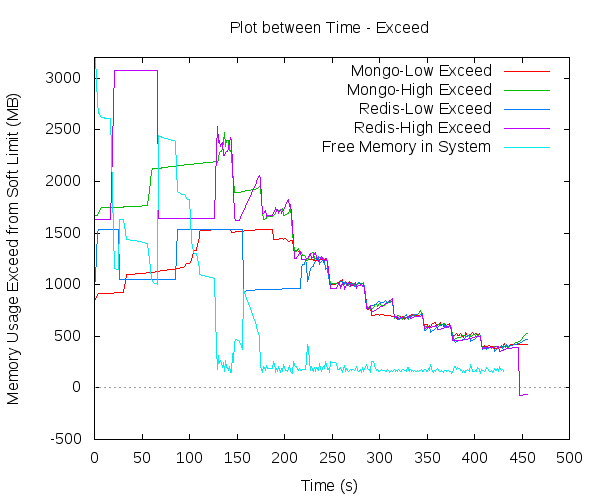 Plot between Time - Exceed
Memory Usage Exceed from Soft Limit (MB)
3000
2500
2000
1500
1000
500
0
-500
Mongo-Low Exceed
Mongo-High Exceed
Redis-Low Exceed
Redis-High Exceed
Free Memory in System
0 50 100 150 200 250 300 350 400 450 500
Time (s)